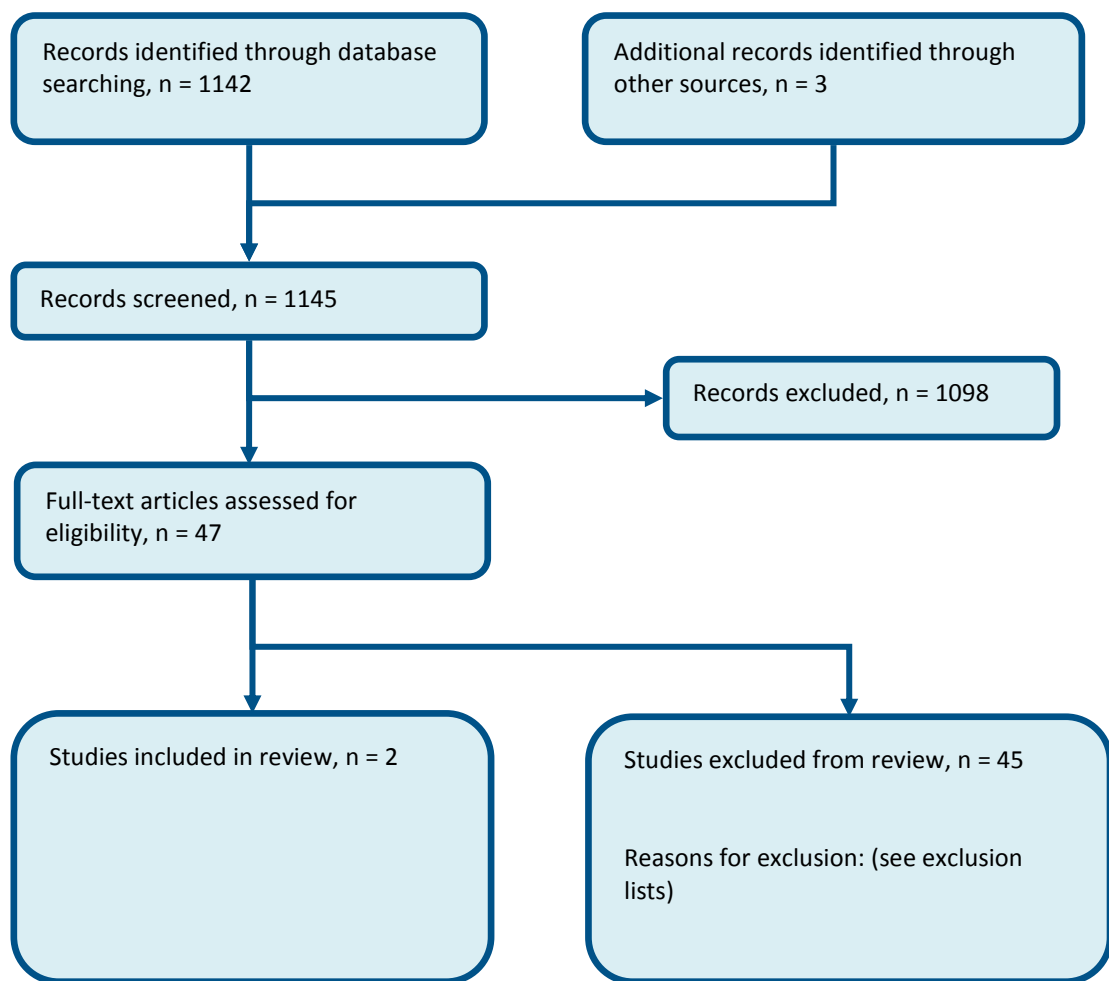 Records identified through database
searching, n = 1142
Additional records identified through
other sources, n = 3
Records screened, n = 1145
Records excluded, n = 1098
Full-text articles assessed for
eligibility, n = 47
Studies included in review, n = 2
Studies excluded from review, n = 45
Reasons for exclusion: (see exclusion
lists)